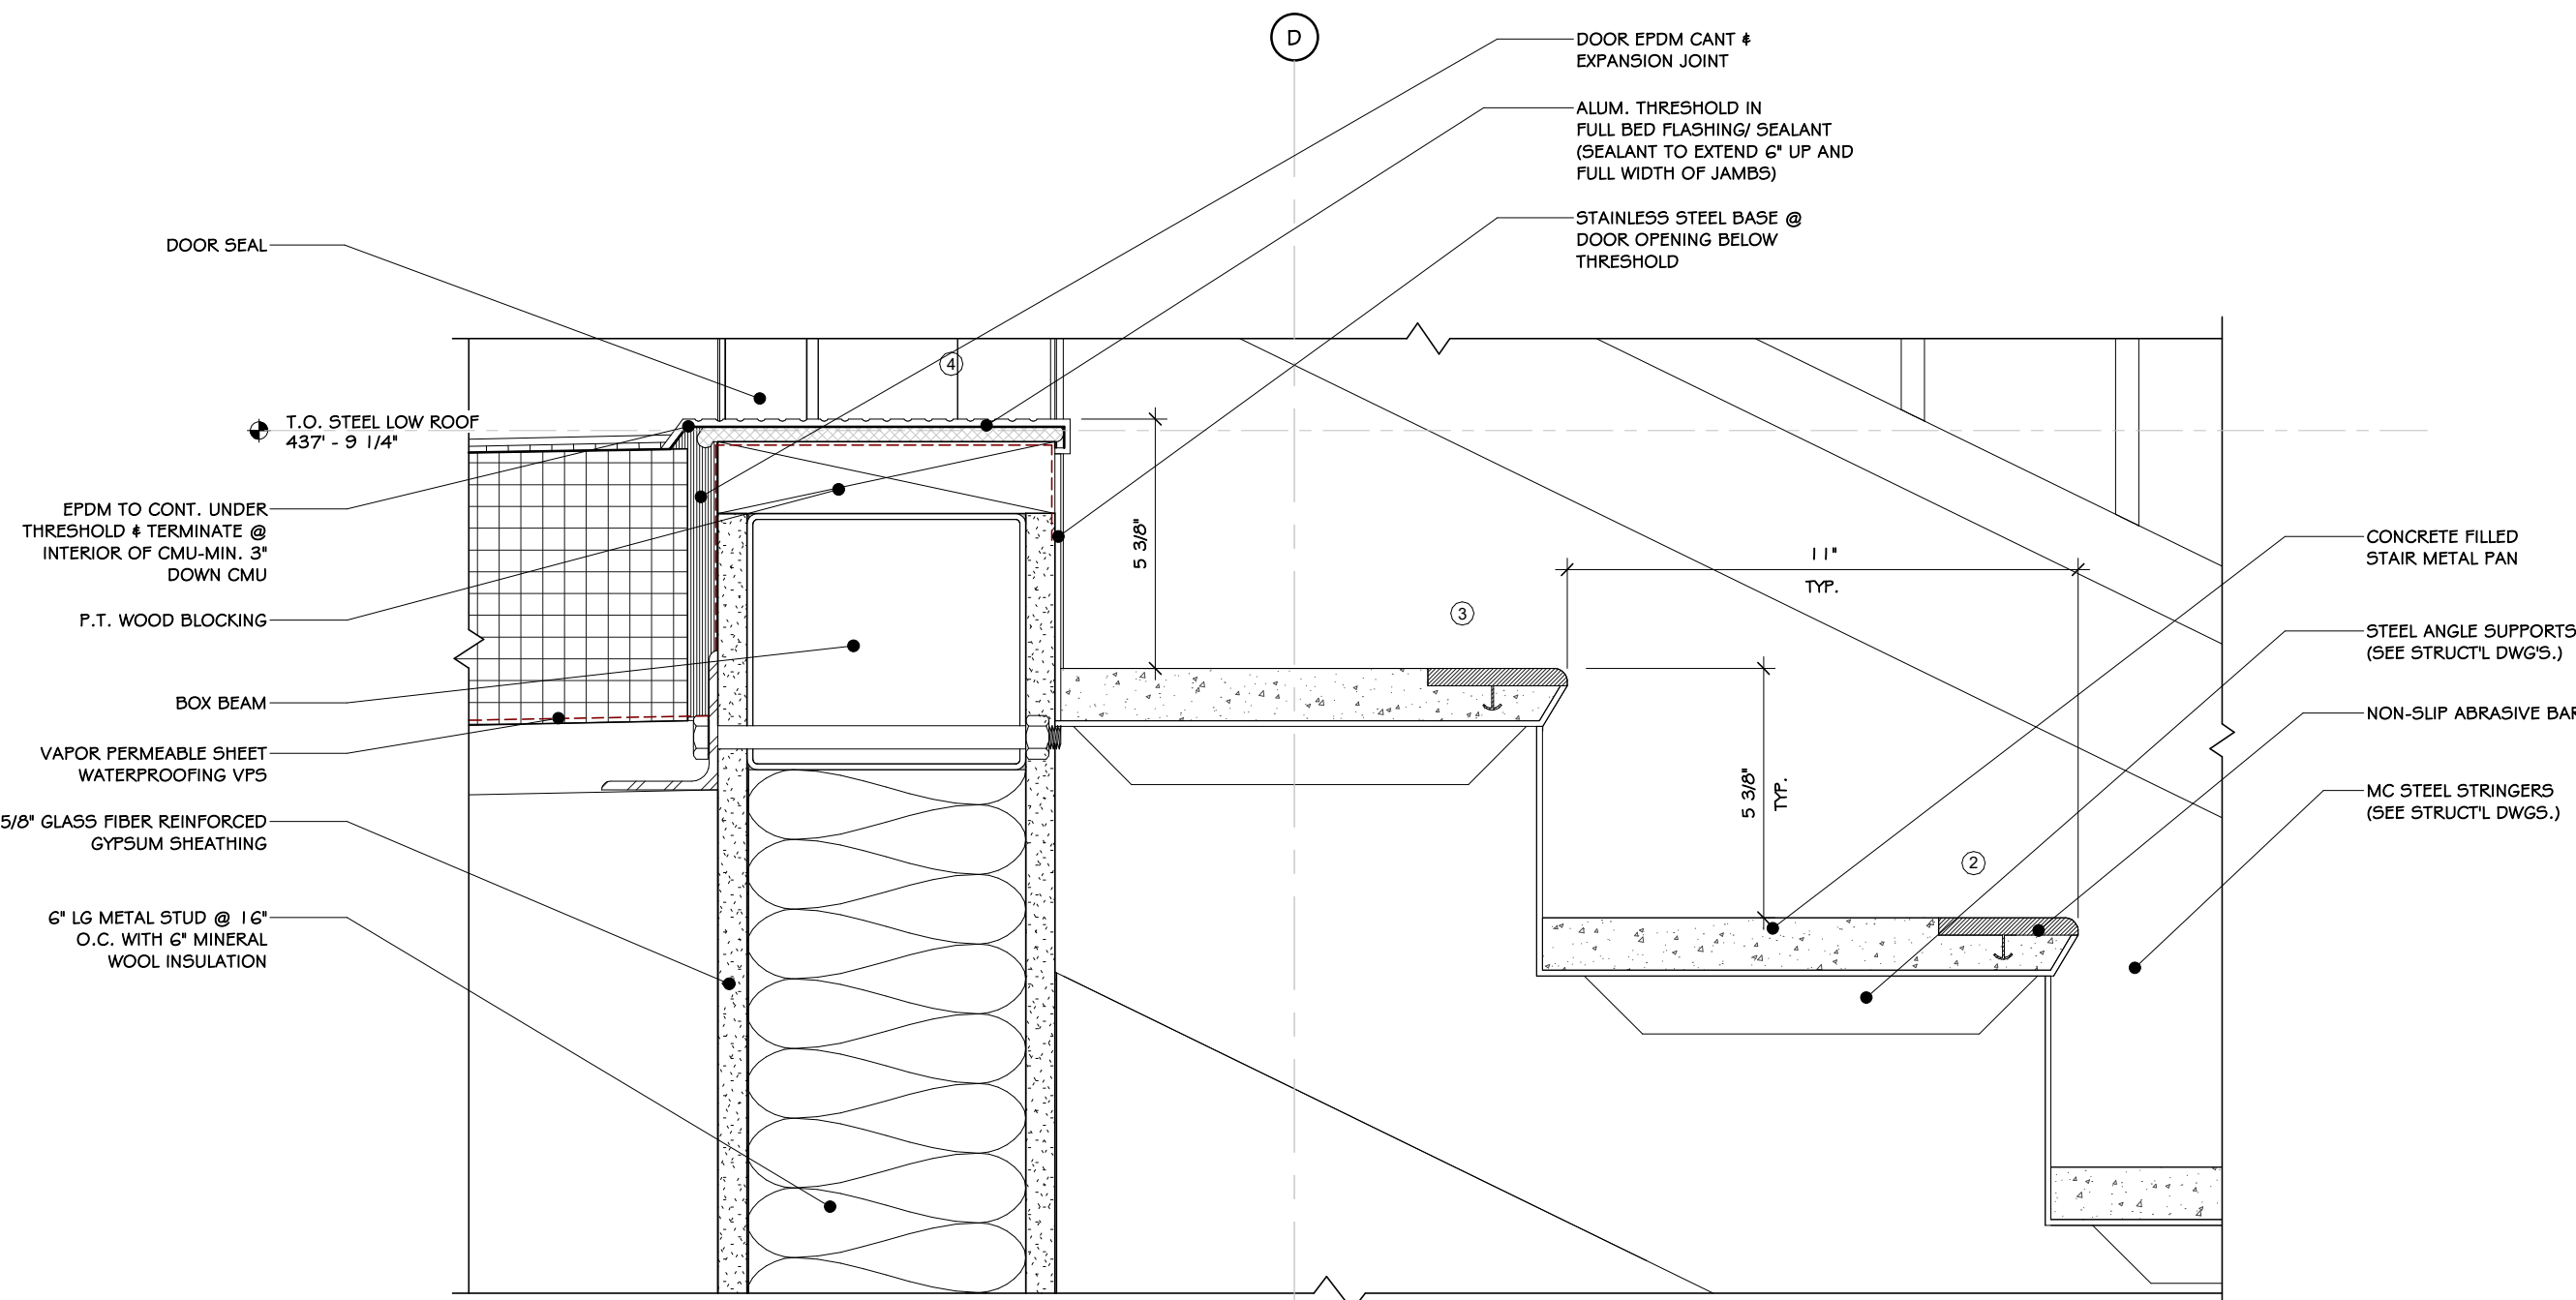 D
DOOR EPDM CANT &
EXPANSION JOINT
ALUM. THRESHOLD IN
FULL BED FLASHING/ SEALANT
(SEALANT TO EXTEND 6" UP AND
FULL WIDTH OF JAMBS)
STAINLESS STEEL BASE @
DOOR OPENING BELOW
THRESHOLD
DOOR SEAL
4
T.O. STEEL LOW ROOF
437' - 9 1/4"
EPDM TO CONT. UNDER
THRESHOLD & TERMINATE @
INTERIOR OF CMU-MIN. 3"
DOWN CMU
P.T. WOOD BLOCKING
BOX BEAM
VAPOR PERMEABLE SHEET
WATERPROOFING VPS
5/8" GLASS FIBER REINFORCED
GYPSUM SHEATHING
6" LG METAL STUD @ 16"
O.C. WITH 6" MINERAL
WOOL INSULATION
5 3/8"
11"
TYP.
3
5 3/8"
TYP.
2
CONCRETE FILLED
STAIR METAL PAN
STEEL ANGLE SUPPORTS
(SEE STRUCT'L DWG'S.)
NON-SLIP ABRASIVE BAR
MC STEEL STRINGERS
(SEE STRUCT'L DWGS.)